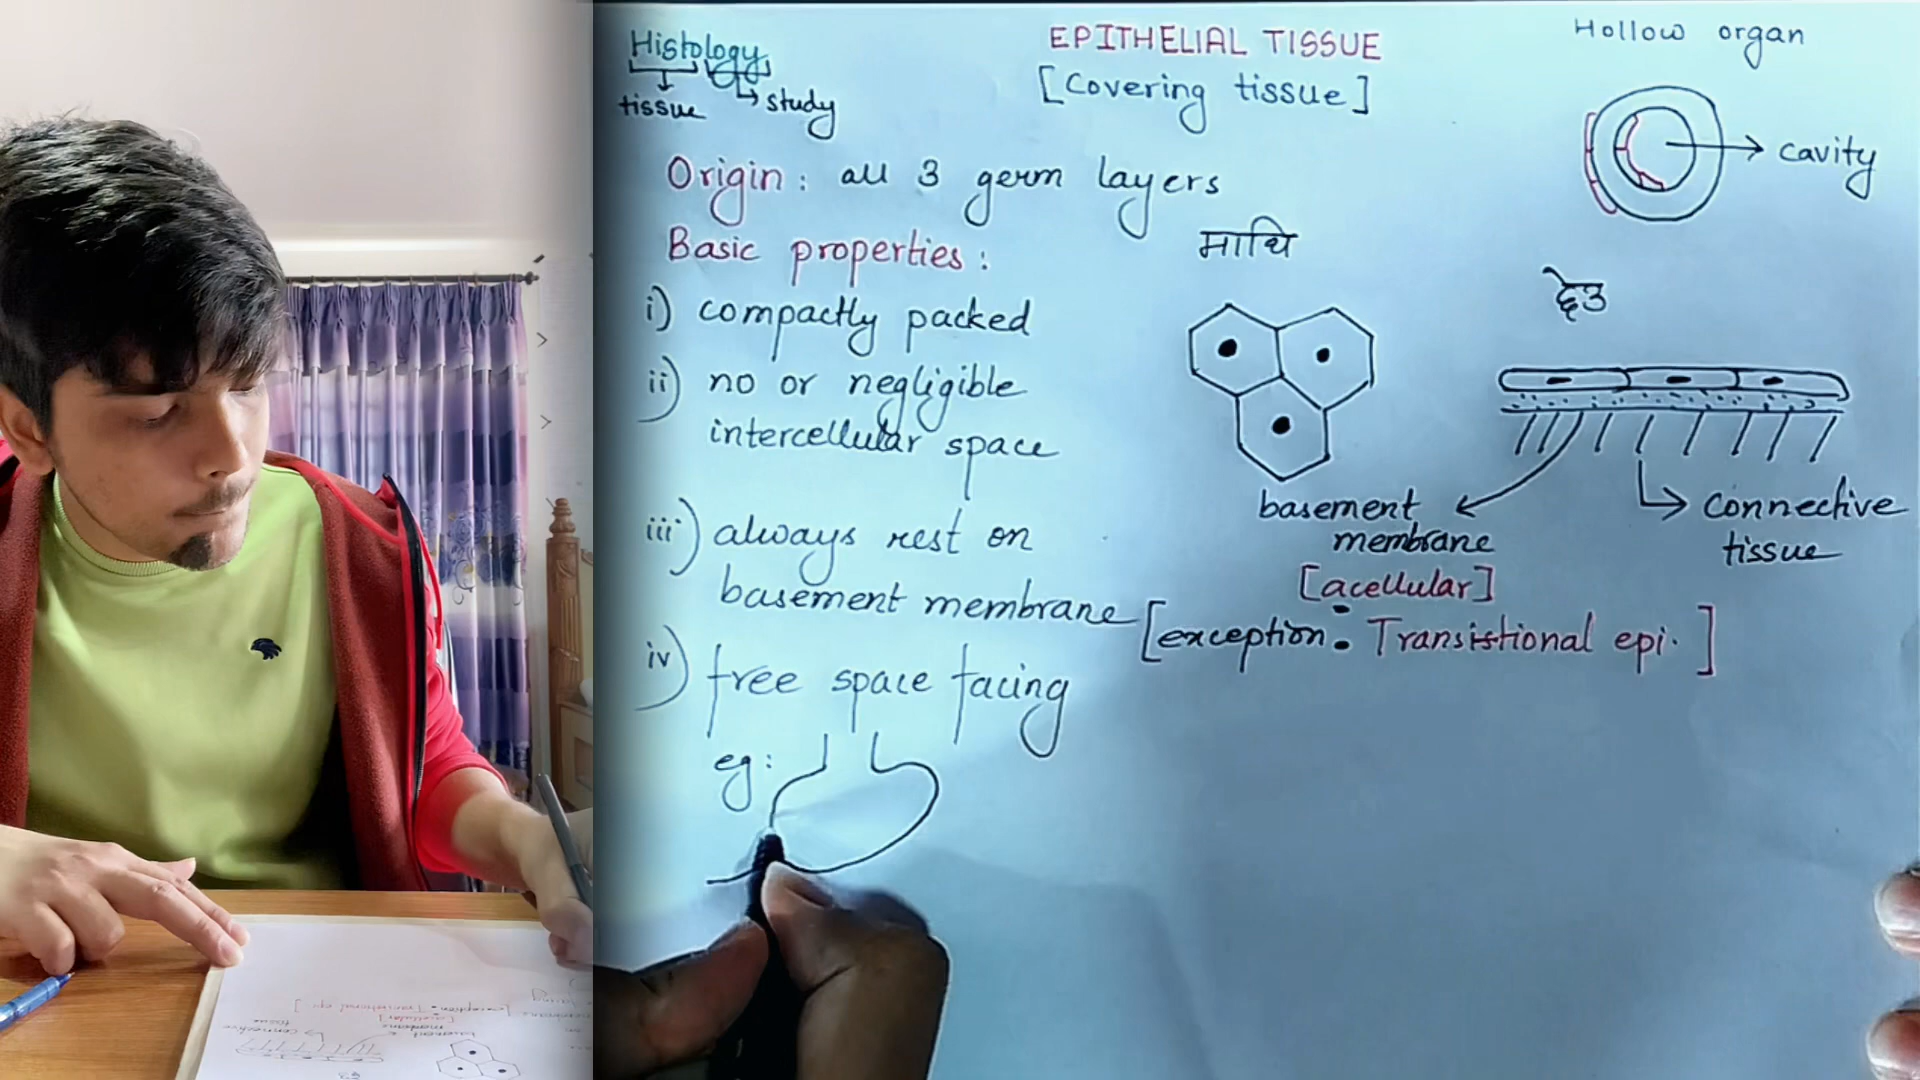 Histology
tissue
study
EPITHELIAL TISSUE
[Covering tissue]
Hollow organ
cavity
Origin: all 3 germ layers
Basic properties:
i) compactly packed
ii) no or negligible
intercellular space
iii) always rest on
basement membrane
[exception: Transistional epi.]
iv) free space facing
eg:
माथि
basement
membrane
[acellular]
connective
tissue